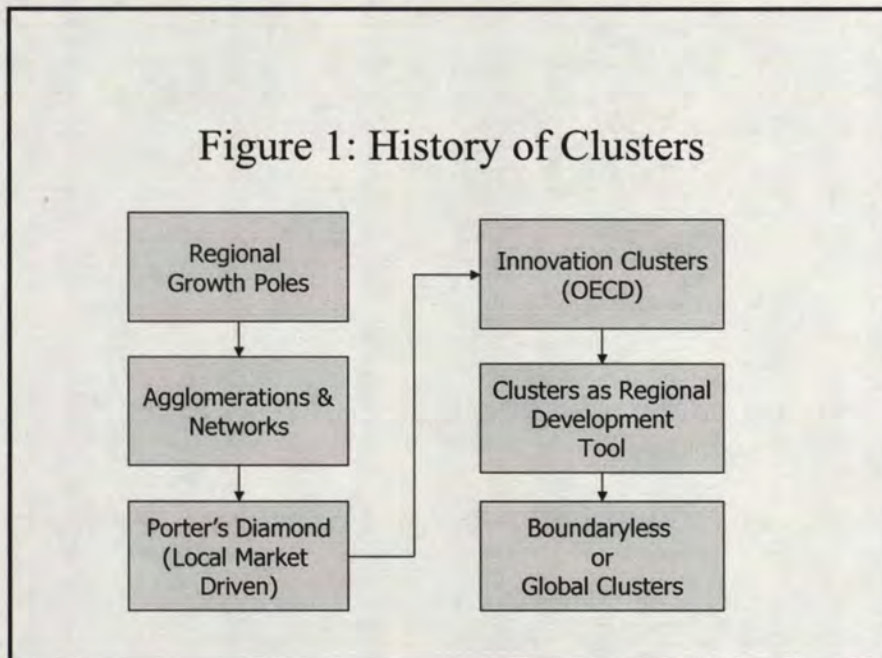 Figure 1: History of Clusters
Regional
Growth Poles
Agglomerations &
Networks
Porter's Diamond
(Local Market
Driven)
Innovation Clusters
(OECD)
Clusters as Regional
Development
Tool
Boundaryless
or
Global Clusters